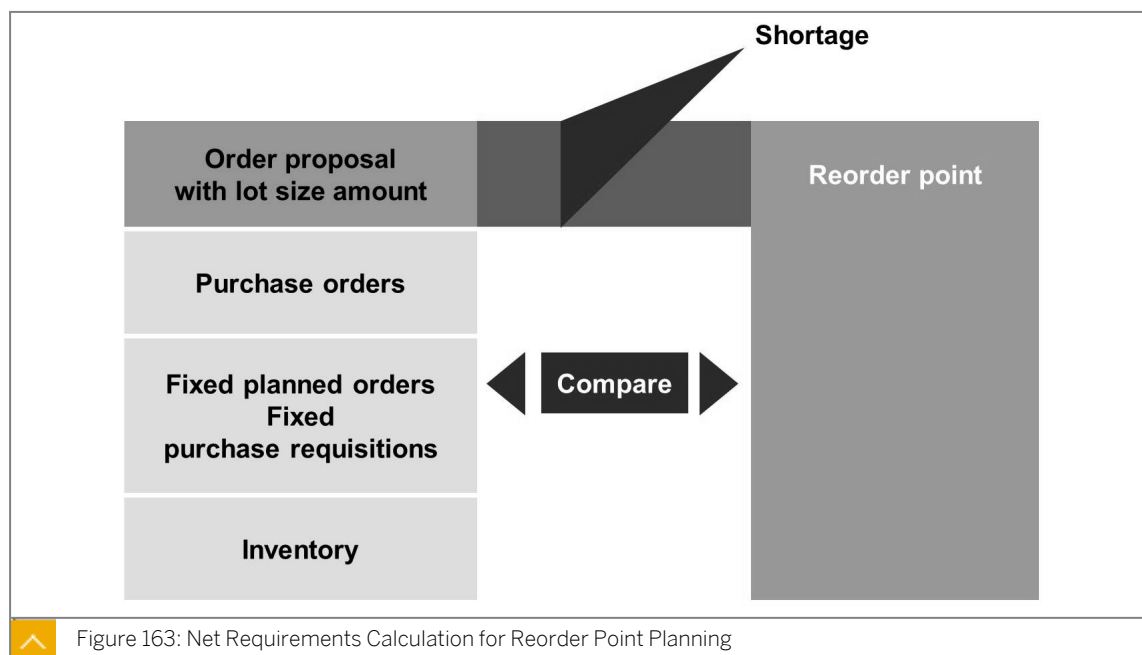 Shortage
Order proposal
with lot size amount
Reorder point
Purchase orders
Fixed planned orders
Fixed
purchase requisitions
Compare
Inventory
Figure 163: Net Requirements Calculation for Reorder Point Planning